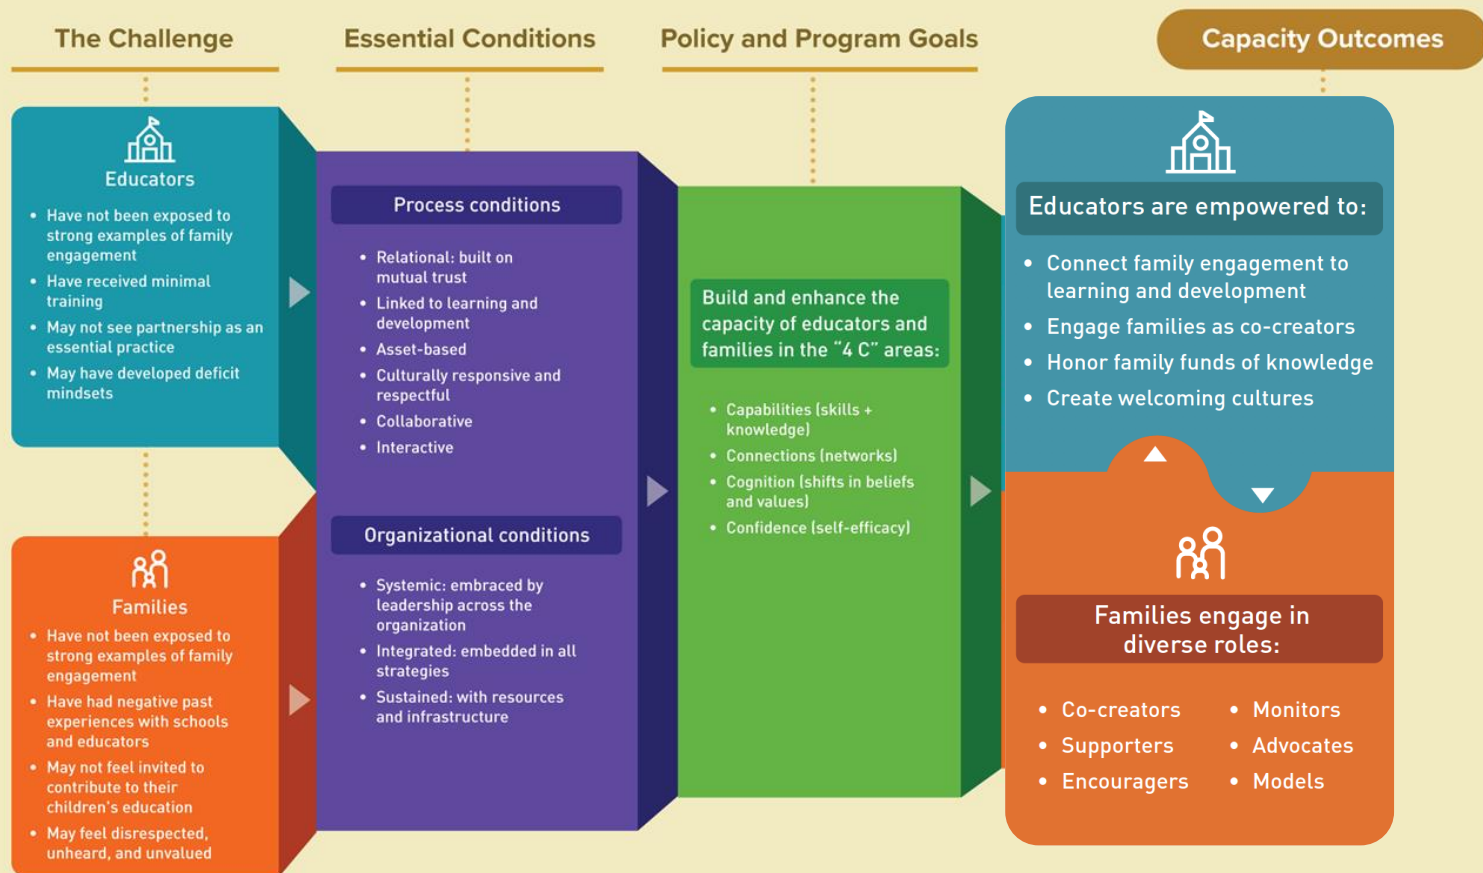 The Challenge
Educators
• Have not been exposed to
strong examples of family
engagement
• Have received minimal
training
• May not see partnership as an
essential practice
• May have developed deficit
mindsets
Families
• Have not been exposed to
strong examples of family
engagement
• Have had negative past
experiences with schools
and educators
• May not feel invited to
contribute to their
children's education
• May feel disrespected,
unheard, and unvalued
Essential Conditions
Process conditions
• Relational: built on
mutual trust
• Linked to learning and
development
• Asset-based
• Culturally responsive and
respectful
• Collaborative
• Interactive
Organizational conditions
• Systemic: embraced by
leadership across the
organization
• Integrated: embedded in all
strategies
• Sustained: with resources
and infrastructure
Policy and Program Goals
Build and enhance the
capacity of educators and
families in the "4 C" areas:
• Capabilities (skills +
knowledge)
• Connections (networks)
• Cognition (shifts in beliefs
and values)
• Confidence (self-efficacy)
Capacity Outcomes
Educators are empowered to:
• Connect family engagement to
learning and development
• Engage families as co-creators
• Honor family funds of knowledge
• Create welcoming cultures
Families engage in
diverse roles:
• Co-creators
• Supporters
• Encouragers
• Monitors
• Advocates
• Models